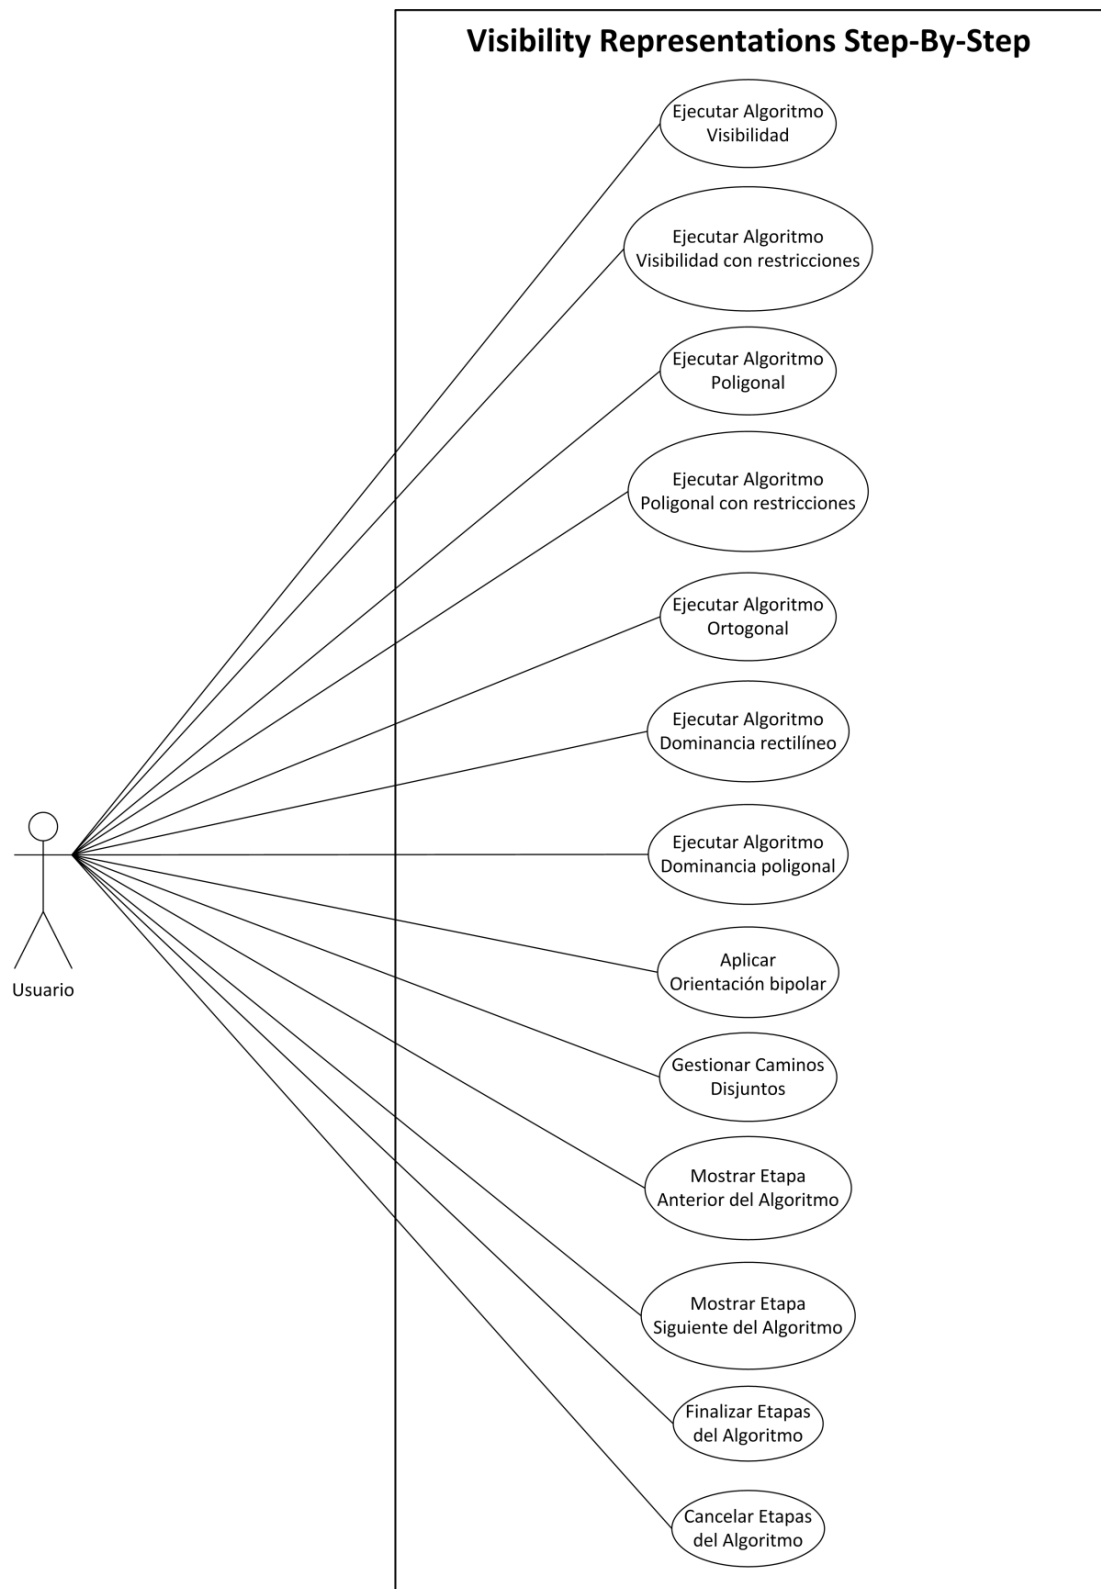 Visibility Representations Step-By-Step
Ejecutar Algoritmo
Visibilidad
Ejecutar Algoritmo
Visibilidad con restricciones
Ejecutar Algoritmo
Poligonal
Ejecutar Algoritmo
Poligonal con restricciones
Ejecutar Algoritmo
Ortogonal
Ejecutar Algoritmo
Dominancia rectilíneo
Ejecutar Algoritmo
Dominancia poligonal
Usuario
Aplicar
Orientación bipolar
Gestionar Caminos
Disjuntos
Mostrar Etapa
Anterior del Algoritmo
Mostrar Etapa
Siguiente del Algoritmo
Finalizar Etapas
del Algoritmo
Cancelar Etapas
del Algoritmo